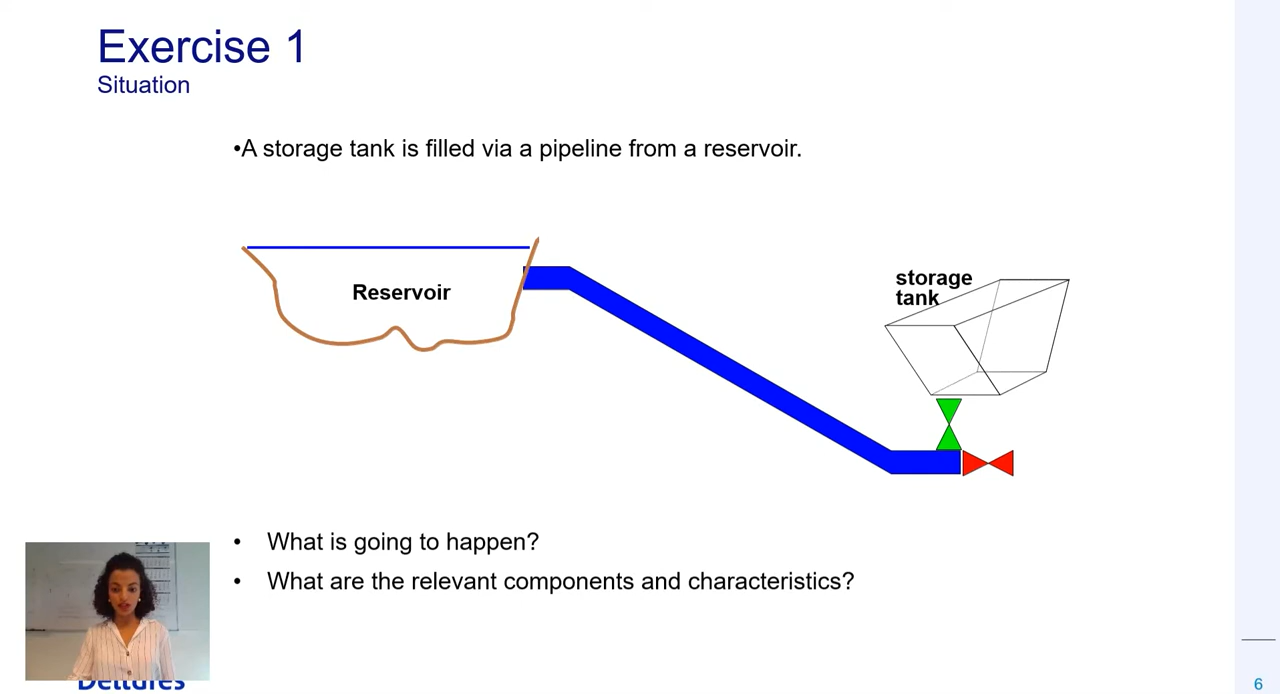 Exercise 1
Situation
•A storage tank is filled via a pipeline from a reservoir.
Reservoir
storage
tank
• What is going to happen?
• What are the relevant components and characteristics?
Deltares
6